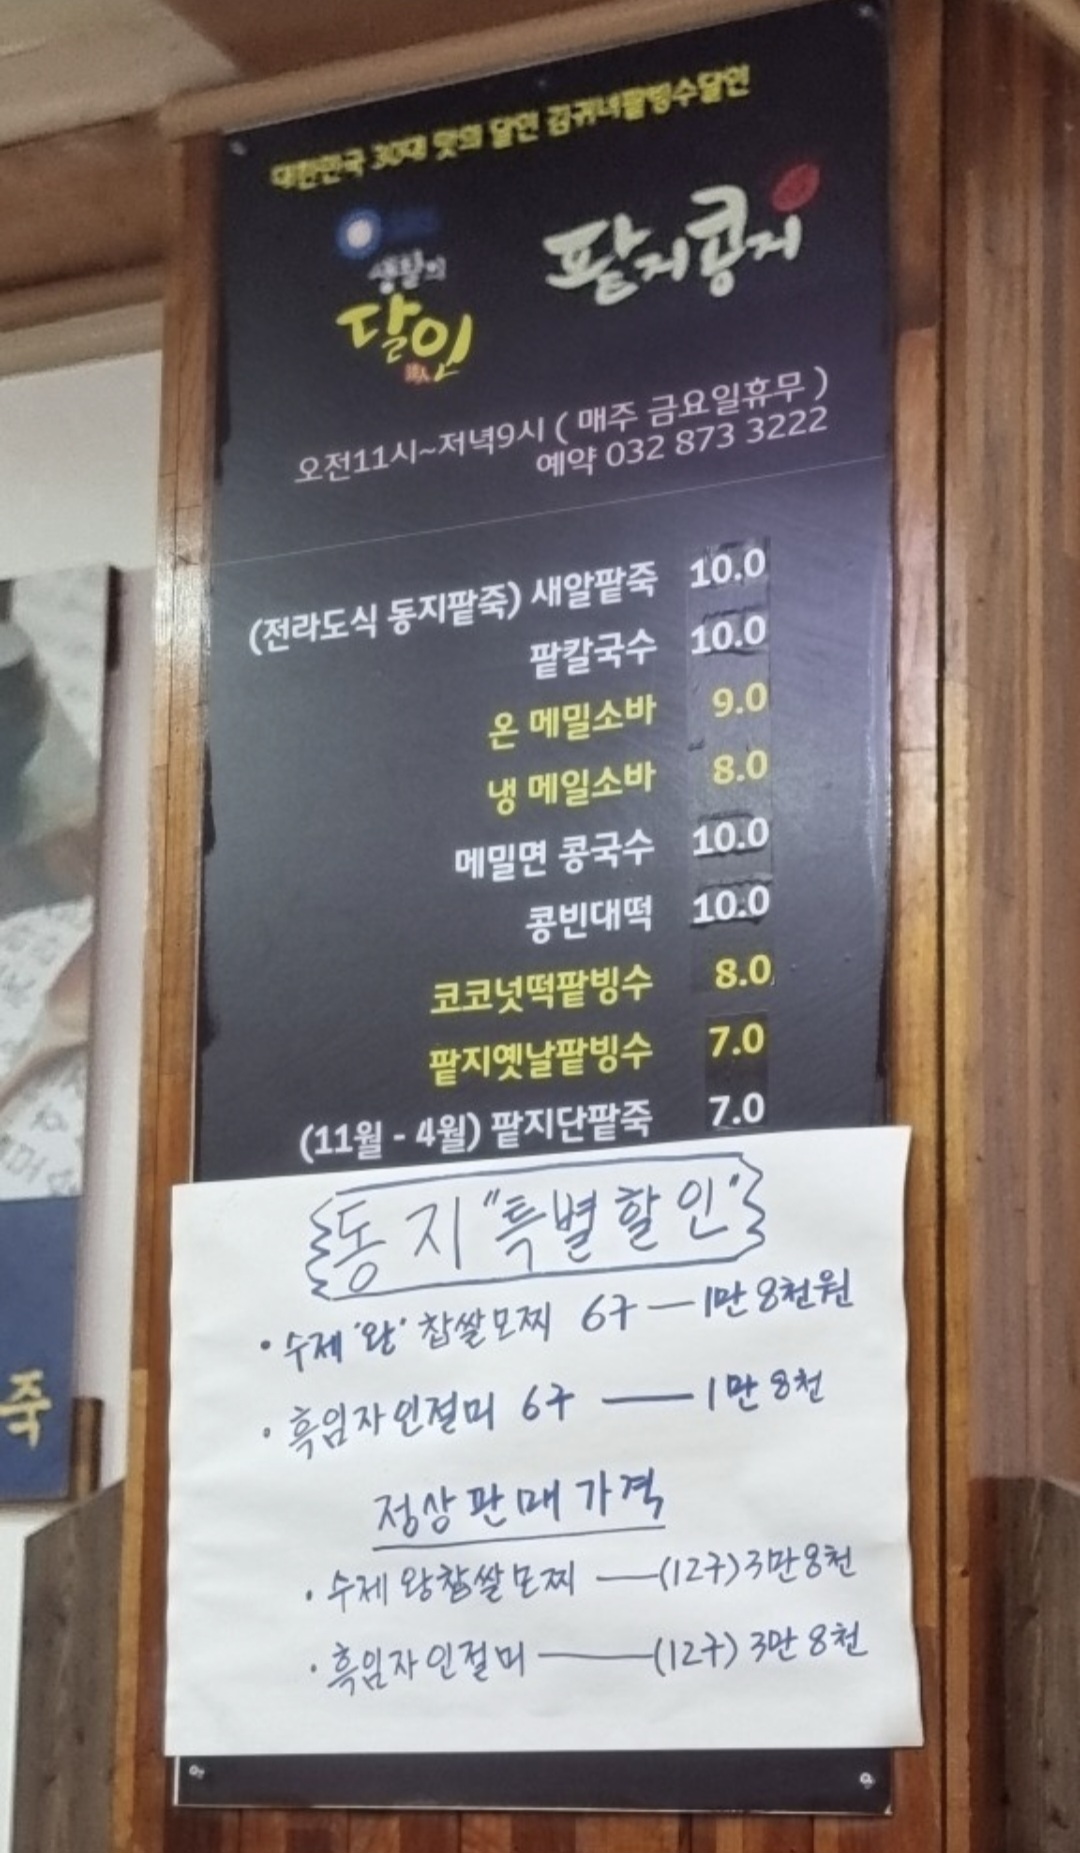 대한민국 30대 맛의 달인 김귀녀팥빙수달인
생활의
달인
팥지콩지
오전11시~저녁9시 ( 매주 금요일휴무 )
예약 032 873 3222
(전라도식 동지팥죽) 새알팥죽 10.0
팥칼국수 10.0
온 메밀소바 9.0
냉 메일소바 8.0
메밀면 콩국수 10.0
콩빈대떡 10.0
코코넛떡팥빙수 8.0
팥지옛날팥빙수 7.0
(11월 - 4월) 팥지단팥죽 7.0
동지 "특별할인"
· 수제 '왕' 찹쌀모찌 6구 — 1만 8천원
· 흑임자인절미 6구 — 1만 8천
정상판매가격
· 수제 왕찹쌀모찌 — (12구) 3만 8천
· 흑임자인절미 — (12구) 3만 8천
죽